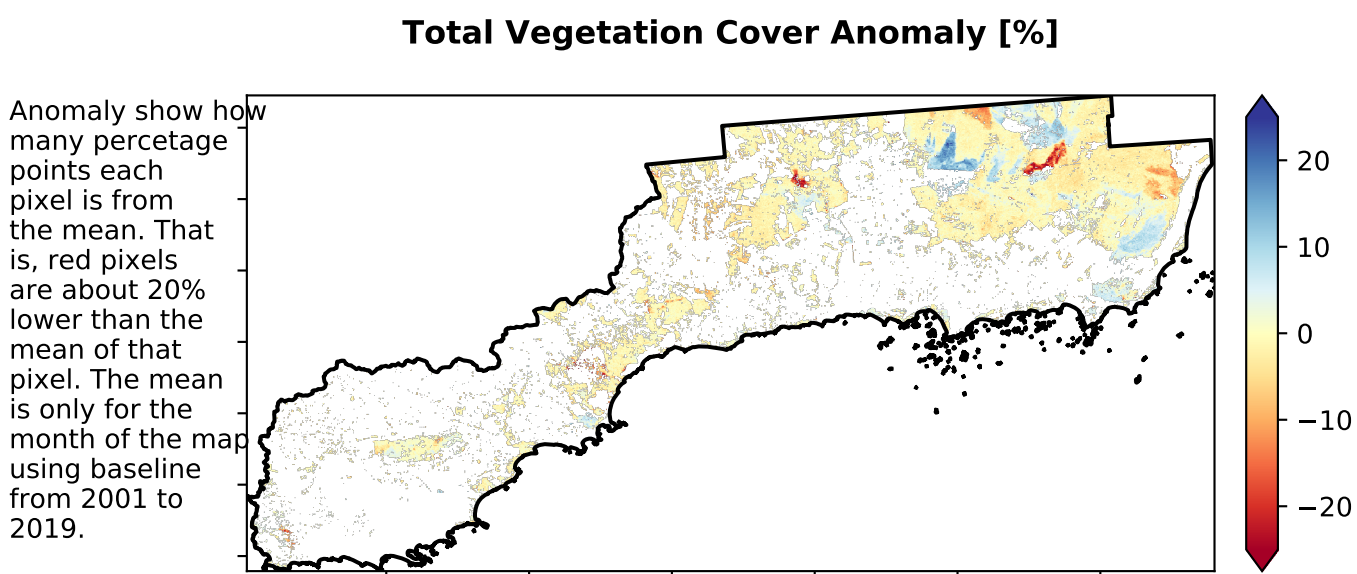 Total Vegetation Cover Anomaly [%]
Anomaly show how
many percetage
points each
pixel is from
the mean. That
is, red pixels
are about 20%
lower than the
mean of that
pixel. The mean
is only for the
month of the map
using baseline
from 2001 to
2019.
20
10
0
−10
−20